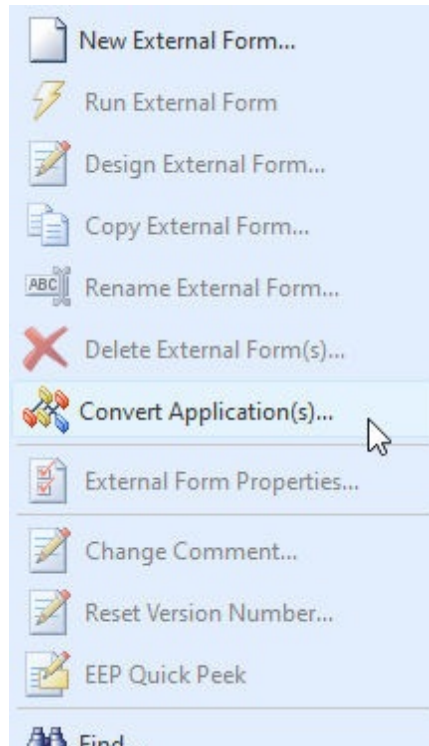 New External Form...
Run External Form
Design External Form...
Copy External Form...
ABC Rename External Form...
Delete External Form(s)...
Convert Application(s)...
External Form Properties...
Change Comment...
Reset Version Number...
EEP Quick Peek
Find...